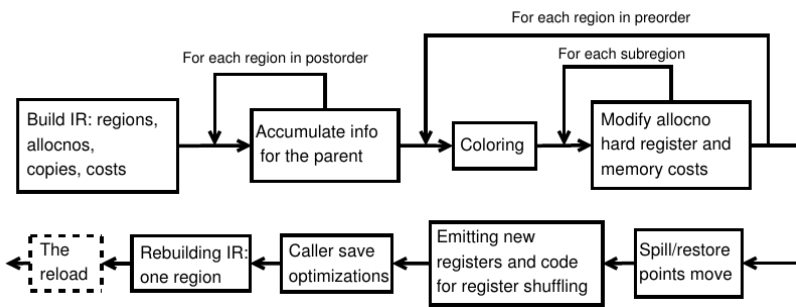 For each region in preorder
For each region in postorder
For each subregion
Build IR: regions,
allocnos,
copies, costs
Accumulate info
for the parent
Coloring
Modify allocno
hard register and
memory costs
The
reload
Rebuilding IR:
one region
Caller save
optimizations
Emitting new
registers and code
for register shuffling
Spill/restore
points move